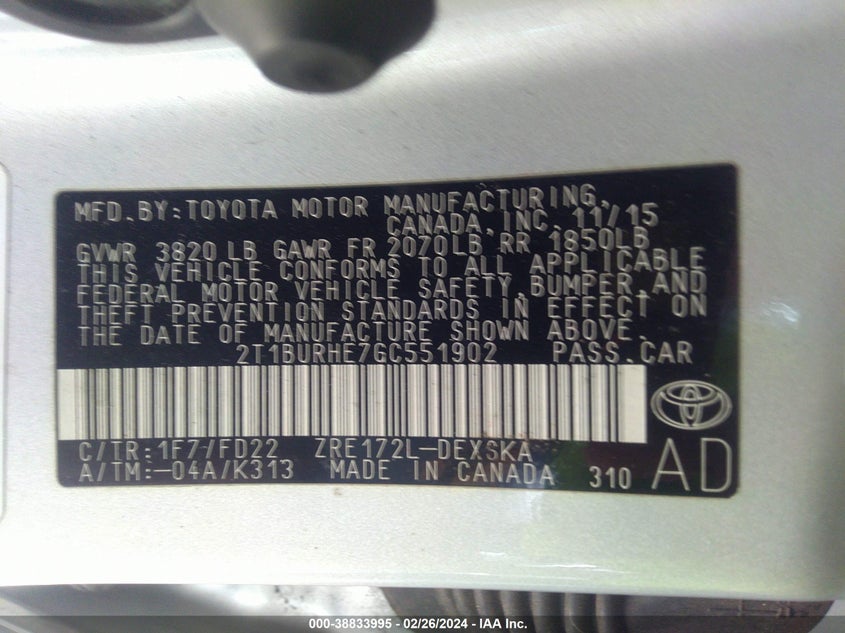 MFD. BY: TOYOTA MOTOR MANUFACTURING,
CANADA, INC. 11/15
GVWR 3820 LB GAWR FR 2070LB RR 1850LB
THIS VEHICLE CONFORMS TO ALL APPLICABLE
FEDERAL MOTOR VEHICLE SAFETY, BUMPER, AND
THEFT PREVENTION STANDARDS IN EFFECT ON
THE DATE OF MANUFACTURE SHOWN ABOVE.
2T1BURHE7GC551902 PASS. CAR
C/TR: 1F7/FD22 ZRE172L-DEXSKA
A/TM: -04A/K313 MADE IN CANADA 310 AD
000-38833995 - 02/26/2024 - IAA Inc.